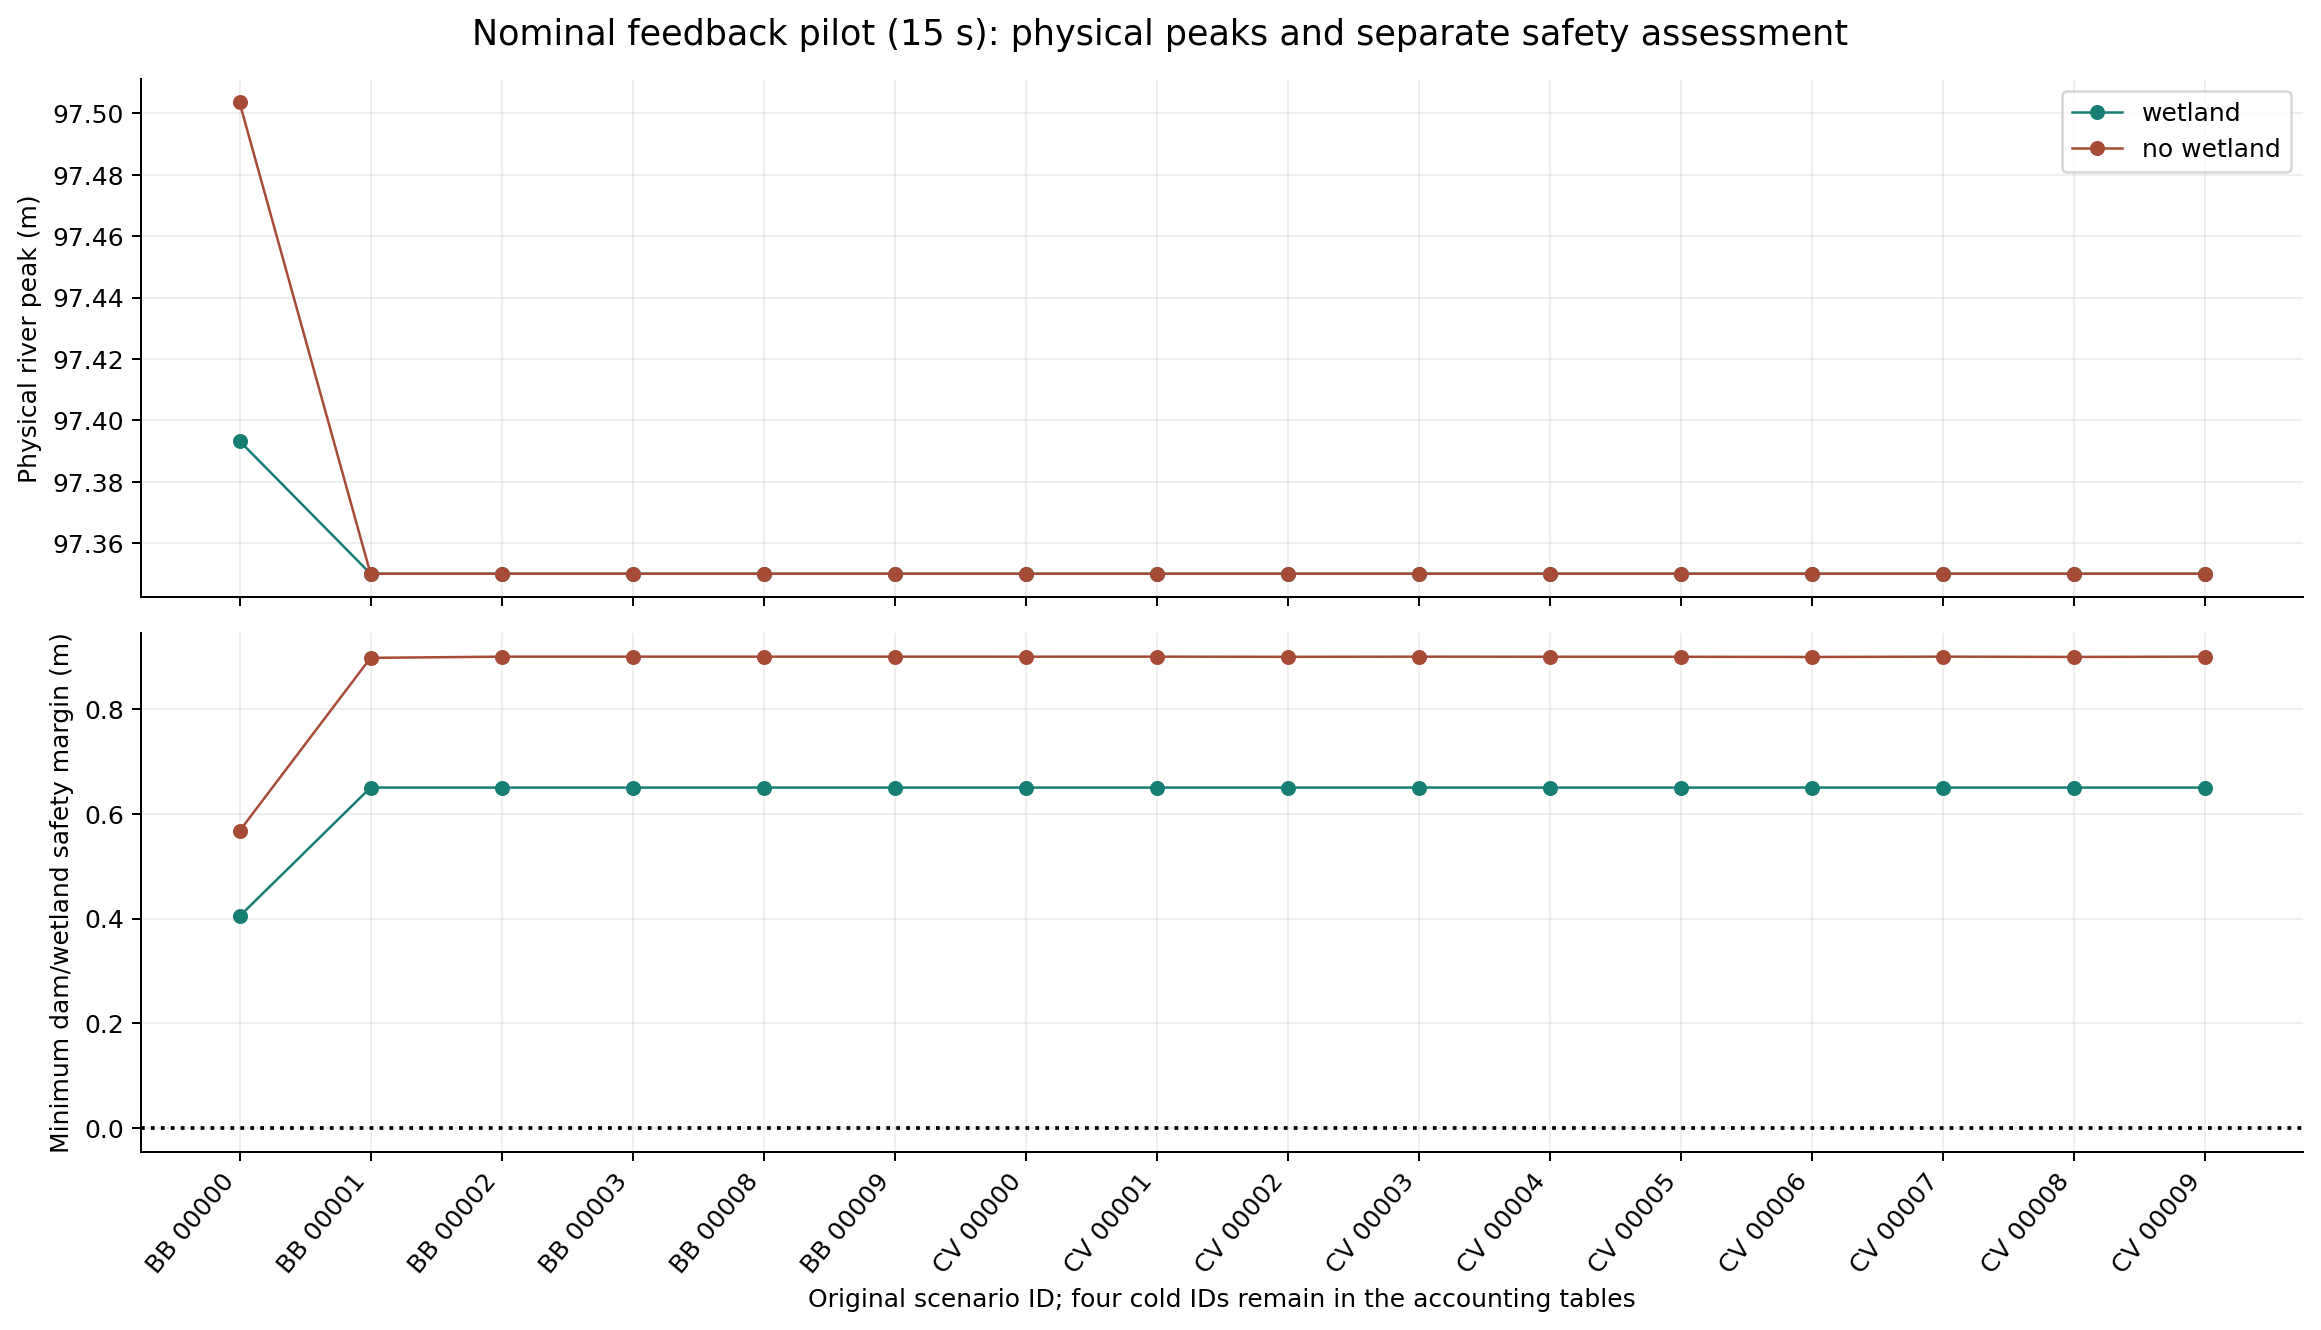 Nominal feedback pilot (15 s): physical peaks and separate safety assessment
Physical river peak (m)
97.50
97.48
97.46
97.44
97.42
97.40
97.38
97.36
wetland
no wetland
Minimum dam/wetland safety margin (m)
0.8
0.6
0.4
0.2
0.0
BB 00000
BB 00001
BB 00002
BB 00003
BB 00008
BB 00009
CV 00000
CV 00001
CV 00002
CV 00003
CV 00004
CV 00005
CV 00006
CV 00007
CV 00008
CV 00009
Original scenario ID; four cold IDs remain in the accounting tables